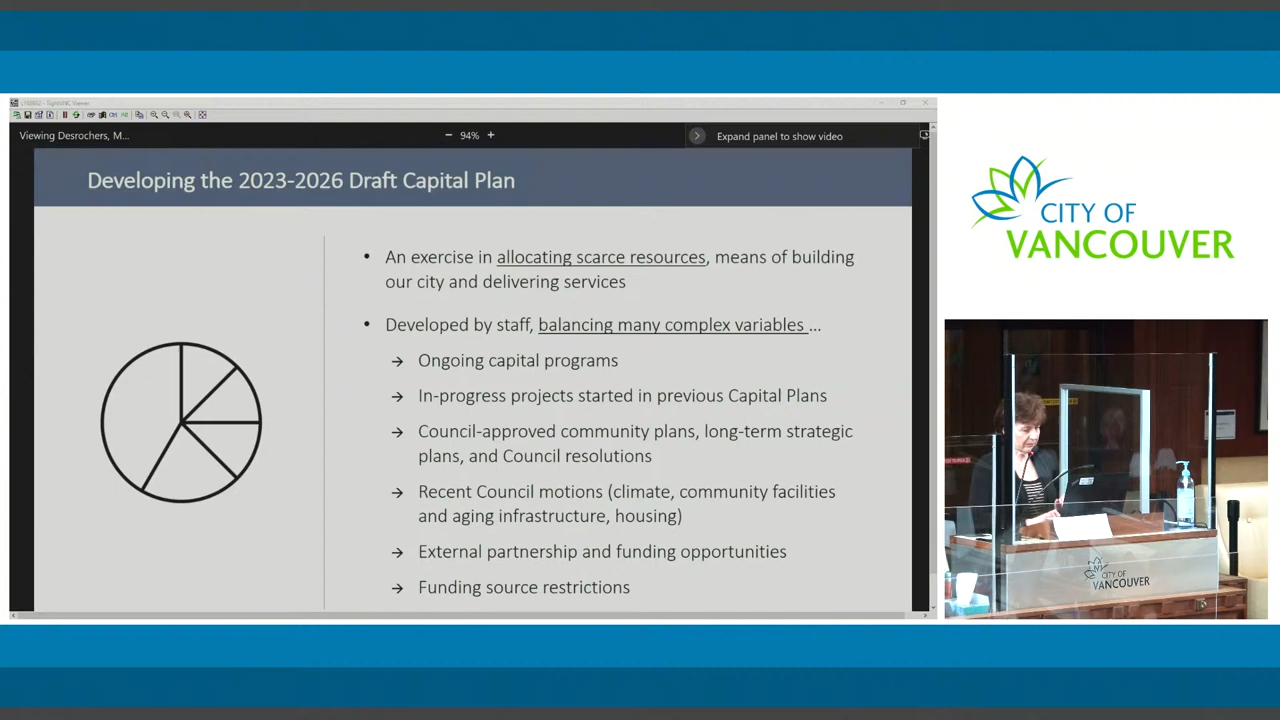 Viewing Desrochers, M...
94%
Expand panel to show video
Developing the 2023-2026 Draft Capital Plan
• An exercise in allocating scarce resources, means of building
our city and delivering services
• Developed by staff, balancing many complex variables ...
→ Ongoing capital programs
→ In-progress projects started in previous Capital Plans
→ Council-approved community plans, long-term strategic
plans, and Council resolutions
→ Recent Council motions (climate, community facilities
and aging infrastructure, housing)
→ External partnership and funding opportunities
→ Funding source restrictions
CITY OF
VANCOUVER
CITY OF
VANCOUVER